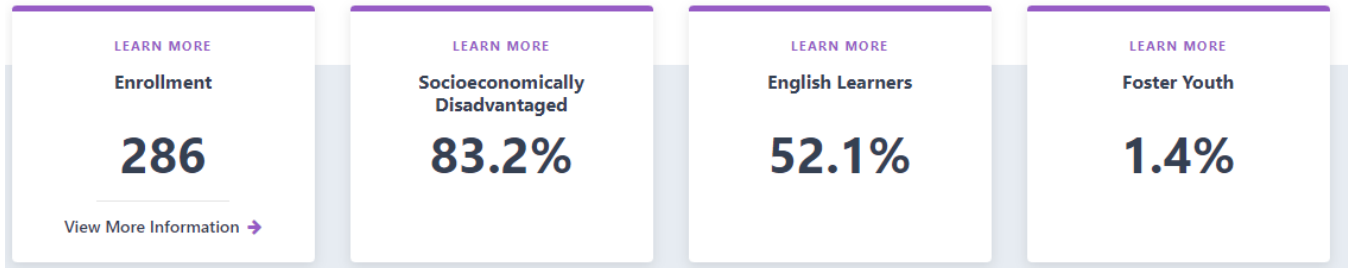 LEARN MORE
Enrollment
286
View More Information
LEARN MORE
Socioeconomically
Disadvantaged
83.2%
LEARN MORE
English Learners
52.1%
LEARN MORE
Foster Youth
1.4%